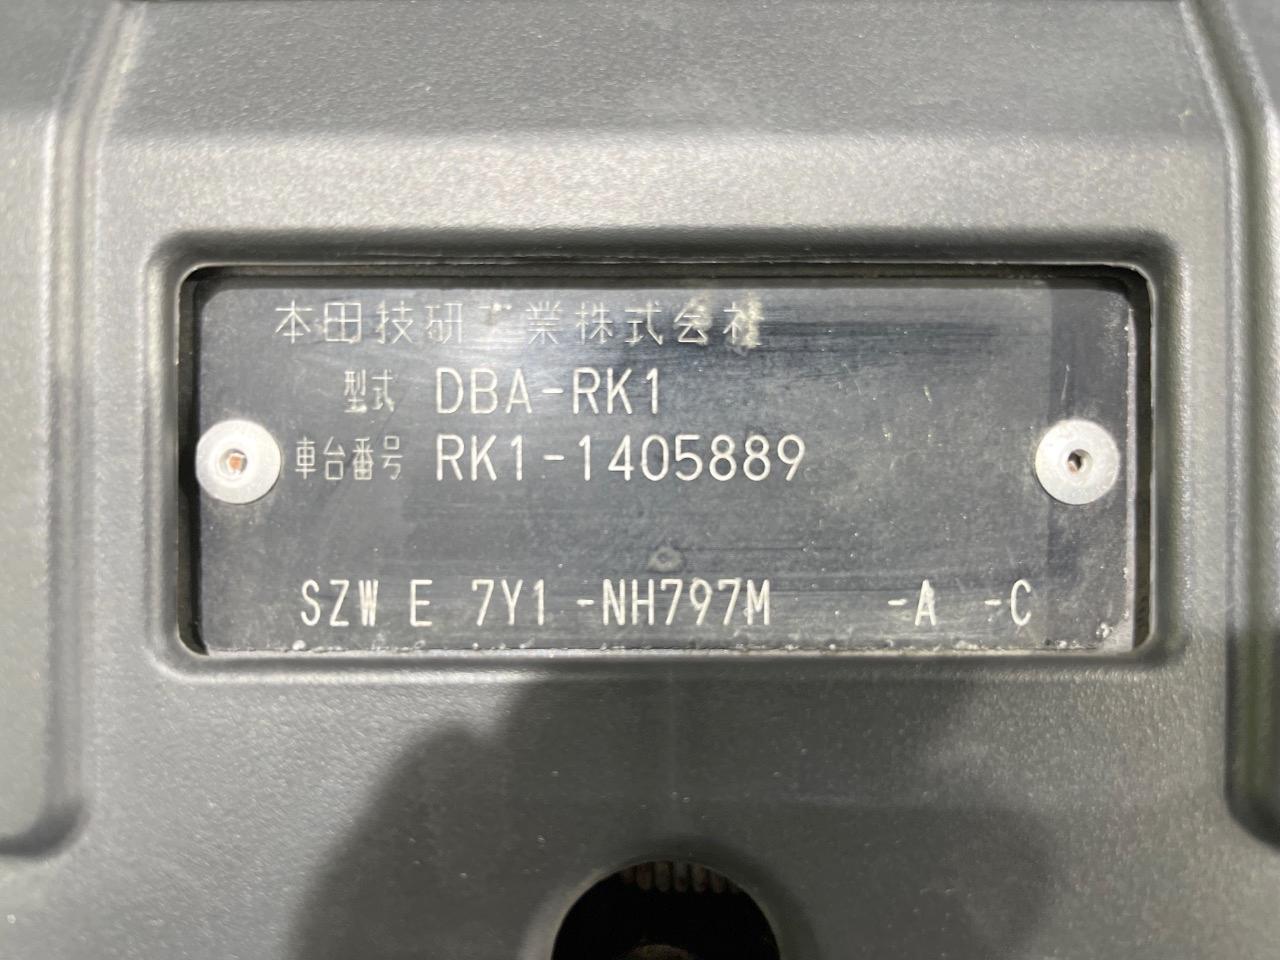 本田技研工業株式会社
型式 DBA-RK1
車台番号 RK1-1405889
SZW E 7Y1 -NH797M -A -C